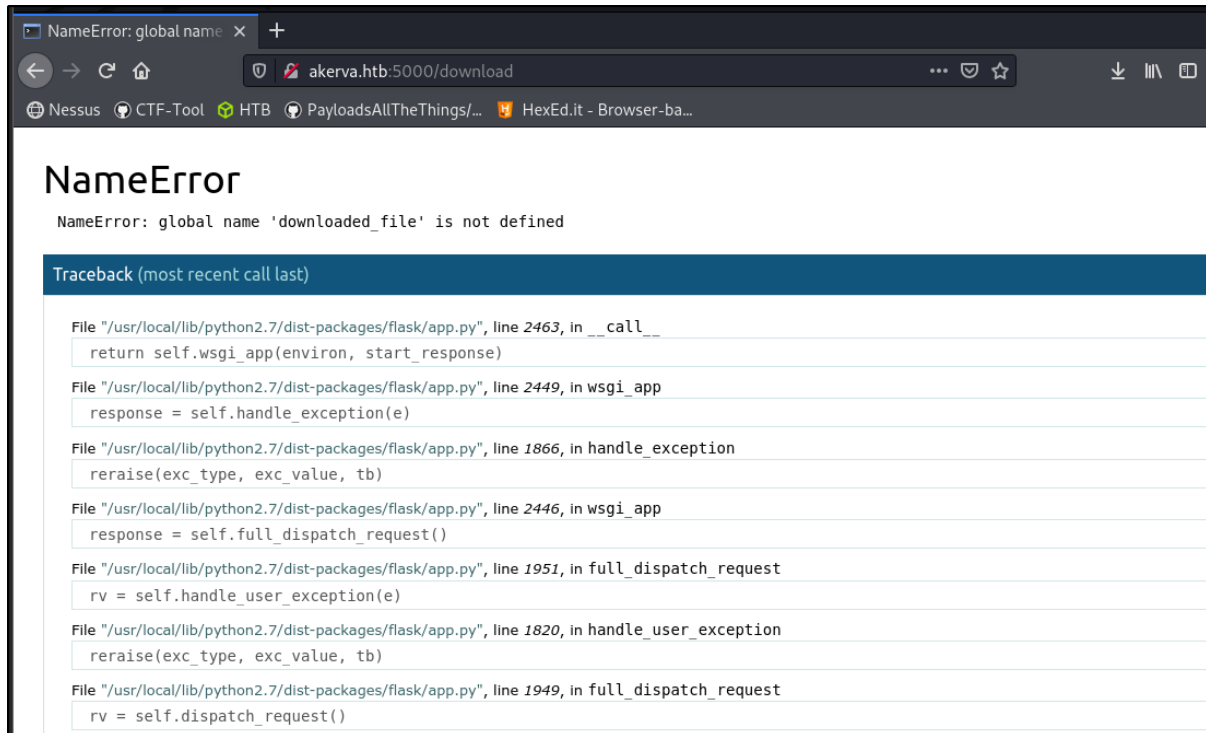 NameError: global name
akerva.htb:5000/download
Nessus CTF-Tool HTB PayloadsAllTheThings/... HexEd.it - Browser-ba...
NameError
NameError: global name 'downloaded_file' is not defined
Traceback (most recent call last)
File "/usr/local/lib/python2.7/dist-packages/flask/app.py", line 2463, in __call__
return self.wsgi_app(environ, start_response)
File "/usr/local/lib/python2.7/dist-packages/flask/app.py", line 2449, in wsgi_app
response = self.handle_exception(e)
File "/usr/local/lib/python2.7/dist-packages/flask/app.py", line 1866, in handle_exception
reraise(exc_type, exc_value, tb)
File "/usr/local/lib/python2.7/dist-packages/flask/app.py", line 2446, in wsgi_app
response = self.full_dispatch_request()
File "/usr/local/lib/python2.7/dist-packages/flask/app.py", line 1951, in full_dispatch_request
rv = self.handle_user_exception(e)
File "/usr/local/lib/python2.7/dist-packages/flask/app.py", line 1820, in handle_user_exception
reraise(exc_type, exc_value, tb)
File "/usr/local/lib/python2.7/dist-packages/flask/app.py", line 1949, in full_dispatch_request
rv = self.dispatch_request()